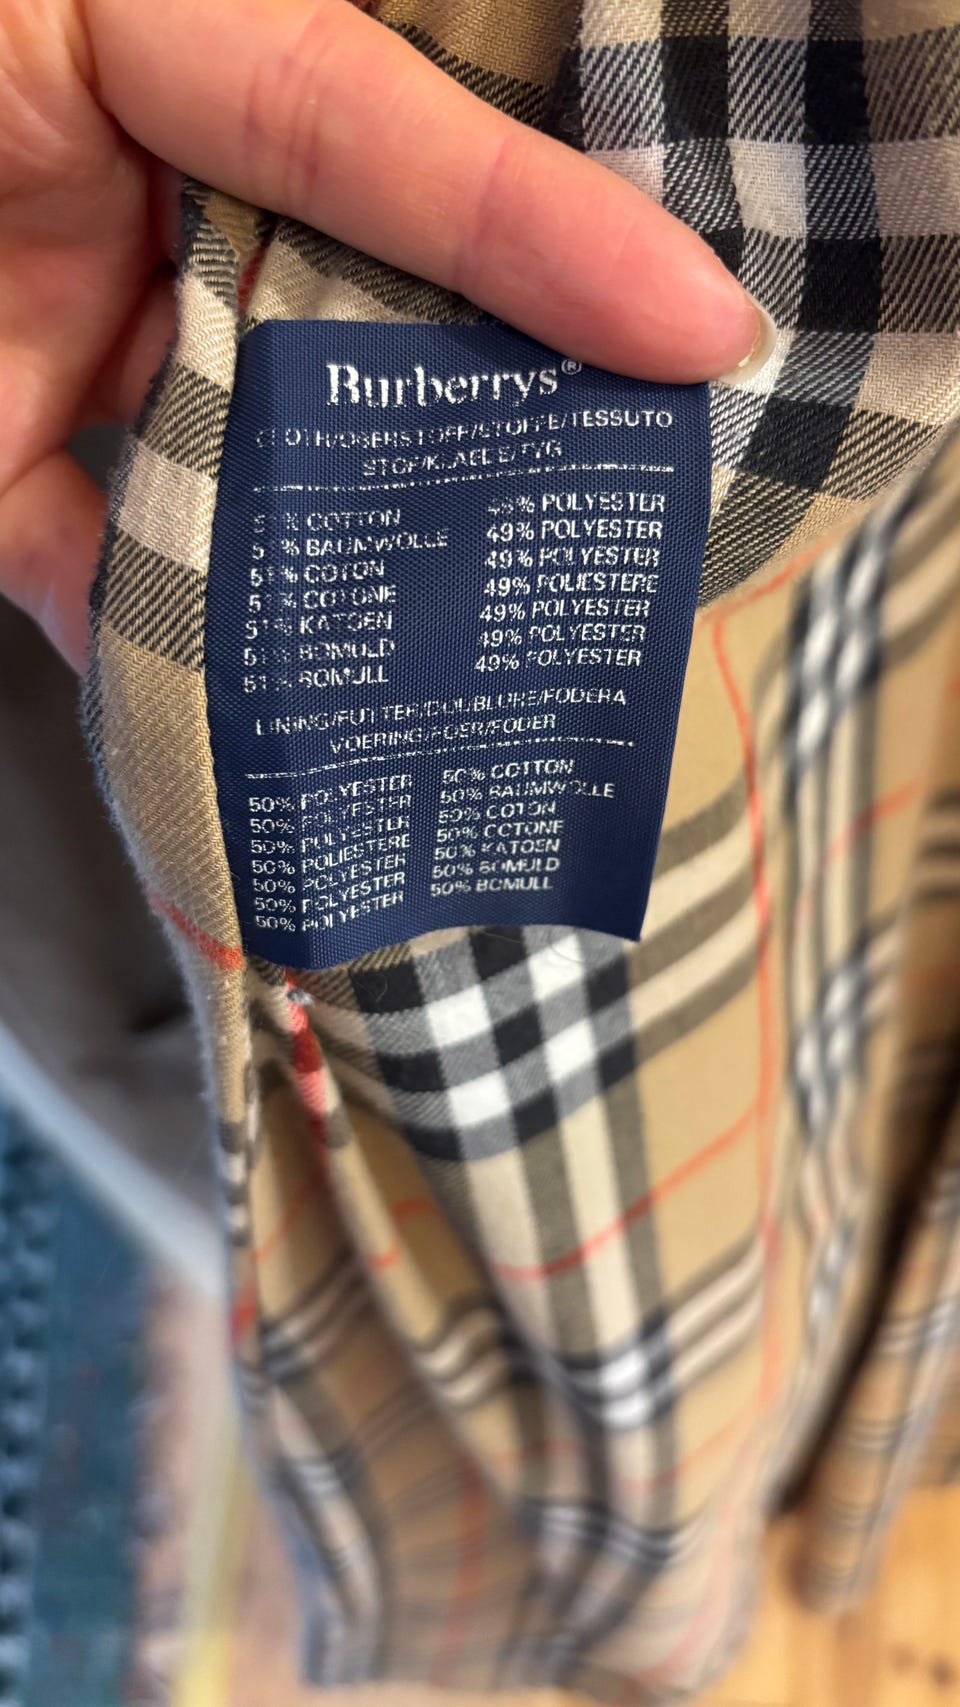 Burberrys®
CLOTH/OBERSTOFF/STOFFE/TESSUTO
STOF/KLAEDE/TYG
51% COTTON 49% POLYESTER
51% BAUMWOLLE 49% POLYESTER
51% COTON 49% POLYESTER
51% COTONE 49% POLIESTERE
51% KATOEN 49% POLYESTER
51% BOMULD 49% POLYESTER
51% BOMULL 49% POLYESTER
LINING/FUTTER/DOUBLURE/FODERA
VOERING/FOER/FODER
50% POLYESTER 50% COTTON
50% POLYESTER 50% BAUMWOLLE
50% POLYESTER 50% COTON
50% POLIESTERE 50% COTONE
50% POLYESTER 50% KATOEN
50% POLYESTER 50% BOMULD
50% POLYESTER 50% BOMULL